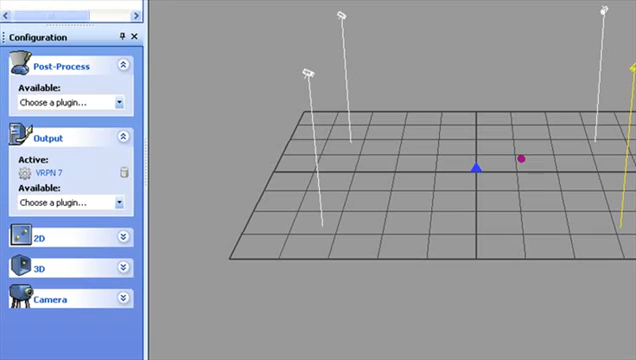 Configuration
Post-Process
Available:
Choose a plugin...
Output
Active:
VRPN 7
Available:
Choose a plugin...
2D
3D
Camera